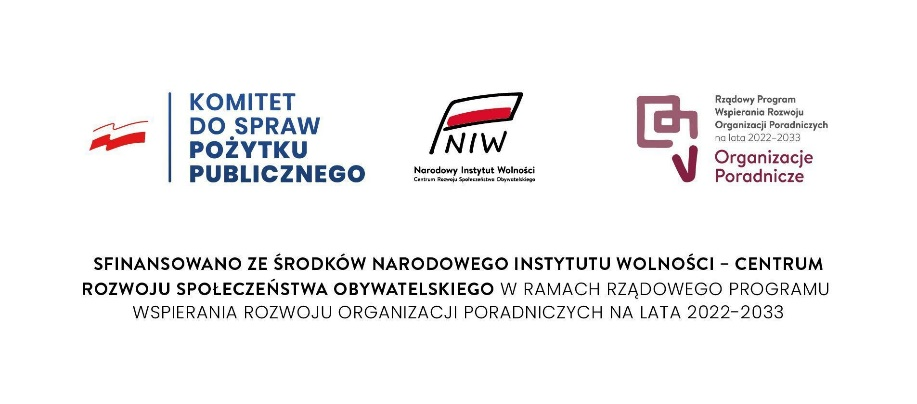 KOMITET
DO SPRAW
POŻYTKU
PUBLICZNEGO
NIW
Narodowy Instytut Wolności
Centrum Rozwoju Społeczeństwa Obywatelskiego
Rządowy Program
Wspierania Rozwoju
Organizacji Poradniczych
na lata 2022–2033
Organizacje
Poradnicze
SFINANSOWANO ZE ŚRODKÓW NARODOWEGO INSTYTUTU WOLNOŚCI – CENTRUM
ROZWOJU SPOŁECZEŃSTWA OBYWATELSKIEGO W RAMACH RZĄDOWEGO PROGRAMU
WSPIERANIA ROZWOJU ORGANIZACJI PORADNICZYCH NA LATA 2022–2033